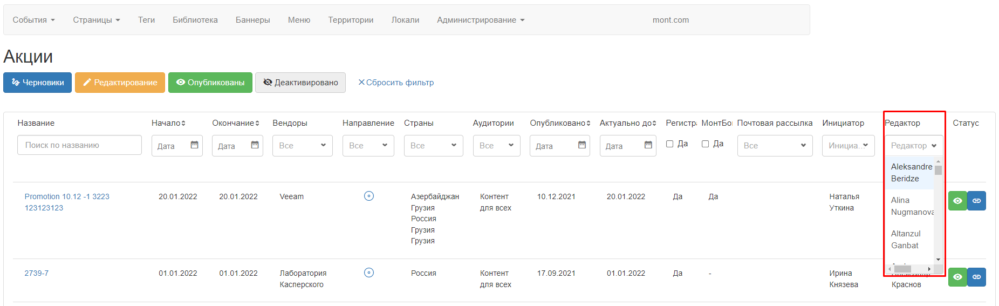 События Страницы Теги Библиотека Баннеры Меню Территории Локали Администрирование mont.com
Акции
Черновики Редактирование Опубликованы Деактивировано Сбросить фильтр
Название Начало Окончание Вендоры Направление Страны Аудитории Опубликовано Актуально до Регистра МонтБо Почтовая рассылка Инициатор Редактор Статус
Поиск по названию Дата Дата Все Все Все Все Дата Дата Да Да Все Инициа... Редактор
Aleksandre
Beridze
Alina
Nugmanova
Altanzul
Ganbat
Promotion 10.12 -1 3223 20.01.2022 20.01.2022 Veeam Азербайджан Контент 10.12.2021 20.01.2022 Да Да Наталья
123123123 Грузия для всех Уткина
Россия
Грузия
Грузия
2739-7 01.01.2022 01.01.2022 Лаборатория Россия Контент 17.09.2021 01.01.2022 Да - Ирина Александр
Касперского для всех Князева Краснов